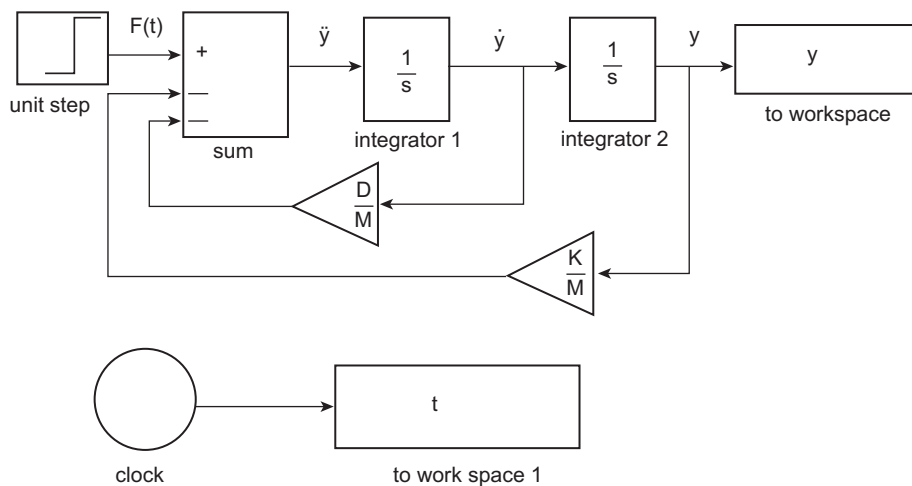 F(t)
+
—
—
ÿ
1
s
ẏ
1
s
y
y
unit step
sum
integrator 1
integrator 2
to workspace
D
M
K
M
t
clock
to work space 1